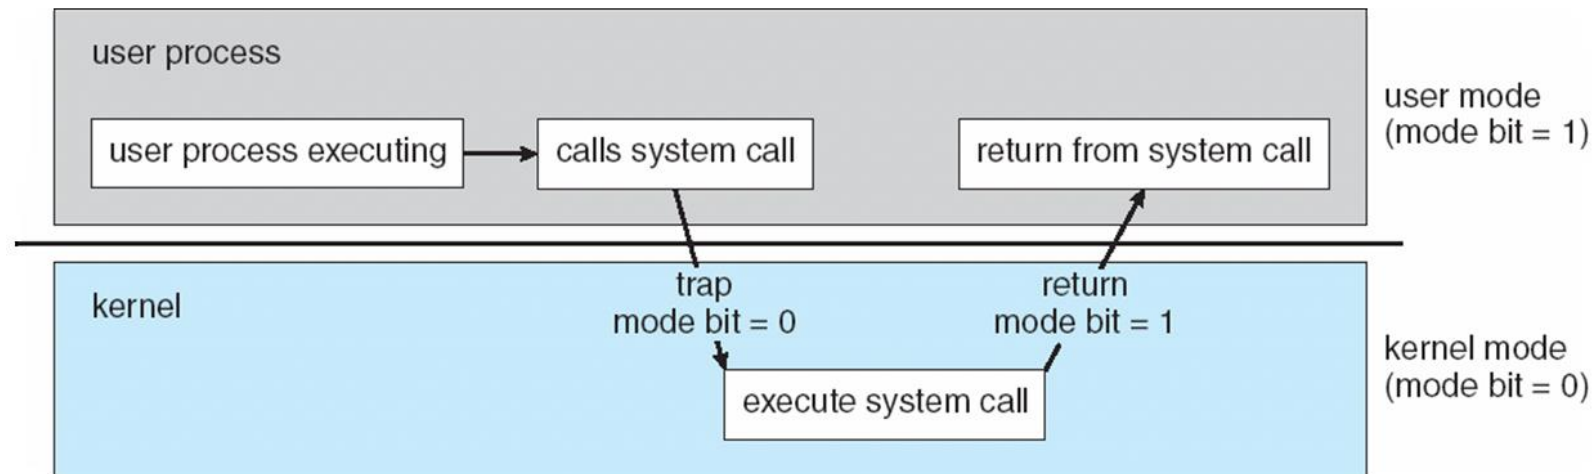 user process
user process executing
calls system call
return from system call
user mode
(mode bit = 1)
kernel
trap
mode bit = 0
return
mode bit = 1
execute system call
kernel mode
(mode bit = 0)